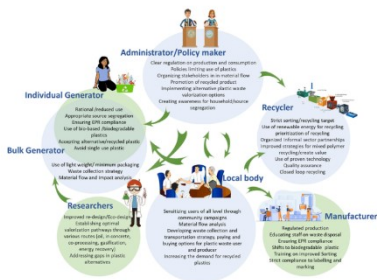 Administrator/Policy maker
Clear regulation on production and consumption
Policies limiting use of plastics
Organizing stakeholders in in-material flow
Promotion of recycled product
Implementing alternative plastic waste
valorization options
Creating awareness for household/source
segregation
Individual Generator
Rational /reduced use
Appropriate source segregation
Ensuring EPR compliance
Use of bio-based /Biodegradable
plastics
Accepting alternative/recycled plastic
Avoid single use plastic
Bulk Generator
Use of light weight/ minimum packaging
Waste collection strategy
Material flow and impact analysis
Researchers
Improved re-design/Eco-design
Establishing optimal
valorization pathways through
various routes
co-processing, gasification,
energy recovery)
Addressing gaps in plastic
alternatives
Recycler
Strict sorting/recycling target
Use of renewable energy for recycling
prioritization of recycling
Organized informal sector partnerships
Improved strategies for mixed polymer
recycling/create value
Use of proven technology
Quality assurance
Closed loop recycling
Local body
Sensitizing users of all level through
community campaigns
Material auditing
Developing waste collection and
transportation strategy, paying and
buying options for plastic waste user
and producer
Increasing the demand for recycled
plastics
Manufacturer
Regulated production
Educating staff on waste disposal
Ensuring EPR compliance
Shifts to biodegradable plastic
Training on improved Sorting
Strict compliance to labelling and
marking